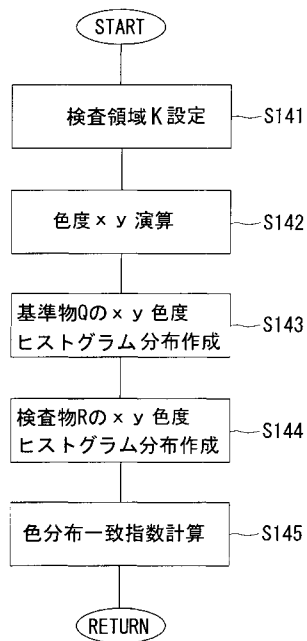 START
検査領域K設定
S141
色度xy演算
S142
基準物Qのxy色度
ヒストグラム分布作成
S143
検査物Rのxy色度
ヒストグラム分布作成
S144
色分布一致指数計算
S145
RETURN